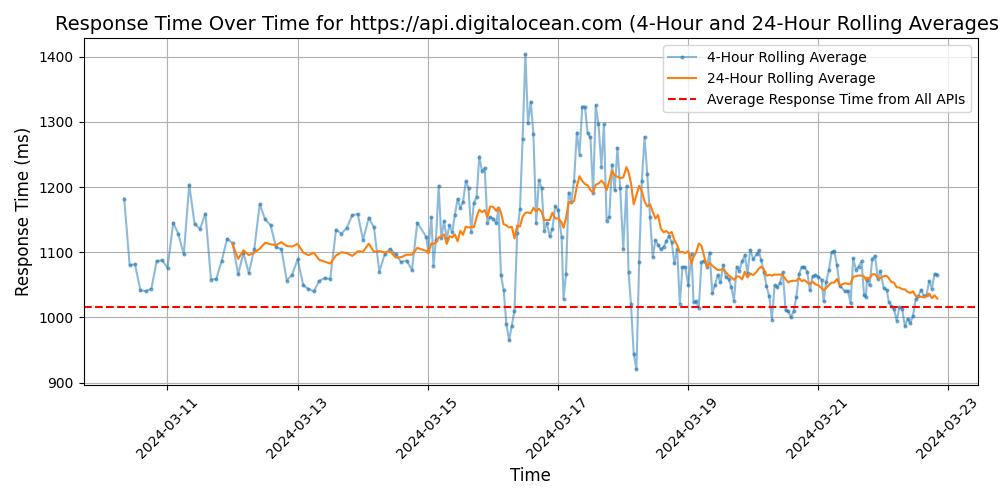 Response Time Over Time for https://api.digitalocean.com (4-Hour and 24-Hour Rolling Averages
4-Hour Rolling Average
24-Hour Rolling Average
Average Response Time from All APIs
Response Time (ms)
1400
1300
1200
1100
1000
900
2024-03-11
2024-03-13
2024-03-15
2024-03-17
2024-03-19
2024-03-21
2024-03-23
Time